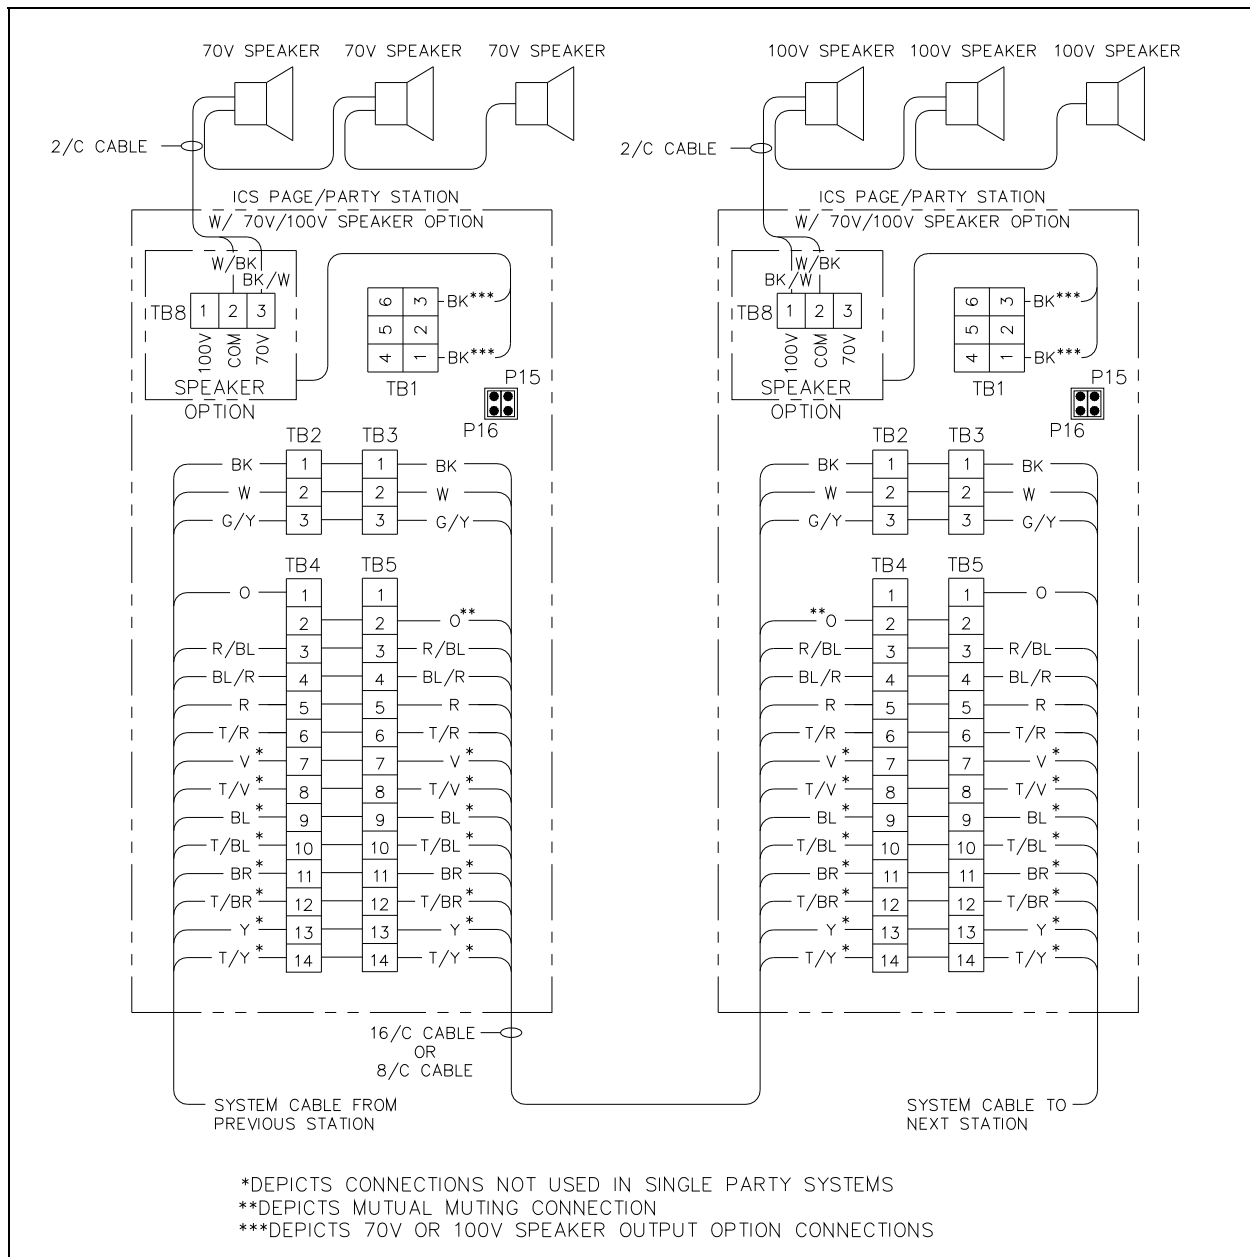 70V SPEAKER 70V SPEAKER 70V SPEAKER 100V SPEAKER 100V SPEAKER 100V SPEAKER
2/C CABLE 2/C CABLE
ICS PAGE/PARTY STATION
W/ 70V/100V SPEAKER OPTION
W/BK
BK/W
TB8 1 2 3
100V COM 70V
SPEAKER
OPTION
6 3 BK***
5 2
4 1 BK***
TB1
P15
P16
TB2 TB3
BK 1 1 BK
W 2 2 W
G/Y 3 3 G/Y
TB4 TB5
O 1 1
2 2 O**
R/BL 3 3 R/BL
BL/R 4 4 BL/R
R 5 5 R
T/R 6 6 T/R
V* 7 7 V*
T/V* 8 8 T/V*
BL* 9 9 BL*
T/BL* 10 10 T/BL*
BR* 11 11 BR*
T/BR* 12 12 T/BR*
Y* 13 13 Y*
T/Y* 14 14 T/Y*
16/C CABLE
OR
8/C CABLE
SYSTEM CABLE FROM
PREVIOUS STATION
ICS PAGE/PARTY STATION
W/ 70V/100V SPEAKER OPTION
W/BK
BK/W
TB8 1 2 3
100V COM 70V
SPEAKER
OPTION
6 3 BK***
5 2
4 1 BK***
TB1
P15
P16
TB2 TB3
BK 1 1 BK
W 2 2 W
G/Y 3 3 G/Y
TB4 TB5
1 1 O
**O 2 2
R/BL 3 3 R/BL
BL/R 4 4 BL/R
R 5 5 R
T/R 6 6 T/R
V* 7 7 V*
T/V* 8 8 T/V*
BL* 9 9 BL*
T/BL* 10 10 T/BL*
BR* 11 11 BR*
T/BR* 12 12 T/BR*
Y* 13 13 Y*
T/Y* 14 14 T/Y*
SYSTEM CABLE TO
NEXT STATION
*DEPICTS CONNECTIONS NOT USED IN SINGLE PARTY SYSTEMS
**DEPICTS MUTUAL MUTING CONNECTION
***DEPICTS 70V OR 100V SPEAKER OUTPUT OPTION CONNECTIONS